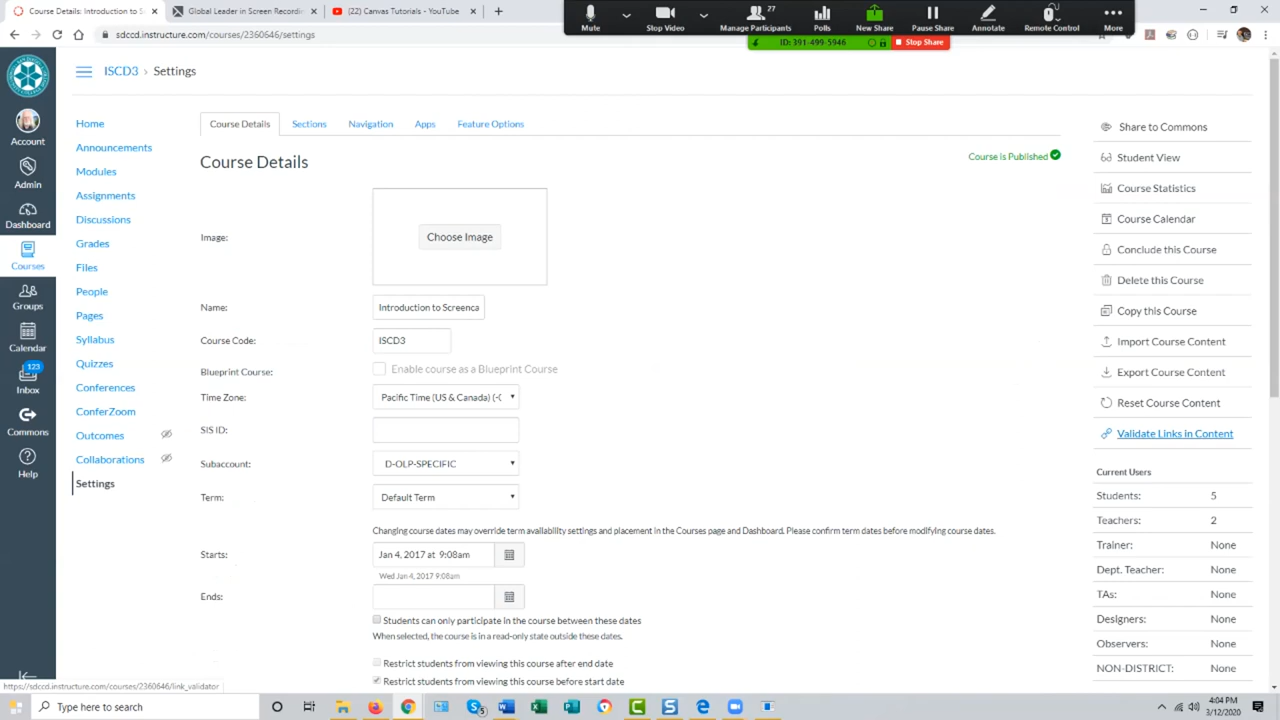 Introduction to S
Global Leader in Screen Recordin
(22) Canvas Tutorials - YouTube
Mute
Stop Video
27
Manage Participants
Polls
New Share
Pause Share
Annotate
Remote Control
More
ID: 391-499-5946
Stop Share
sdccd.instructure.com/courses/2360646/settings
ISCD3 › Settings
Account
Admin
Dashboard
Courses
Groups
Calendar
123
Inbox
Commons
Help
Home
Announcements
Modules
Assignments
Discussions
Grades
Files
People
Pages
Syllabus
Quizzes
Conferences
ConferZoom
Outcomes
Collaborations
Settings
Course Details Sections Navigation Apps Feature Options
Course Details
Course is Published
Image:
Choose Image
Name: Introduction to Screenca
Course Code: ISCD3
Blueprint Course: Enable course as a Blueprint Course
Time Zone: Pacific Time (US & Canada) (-0
SIS ID:
Subaccount: D-OLP-SPECIFIC
Term: Default Term
Changing course dates may override term availability settings and placement in the Courses page and Dashboard. Please confirm term dates before modifying course dates.
Starts: Jan 4, 2017 at 9:08am
Wed Jan 4, 2017 9:08am
Ends:
Students can only participate in the course between these dates
When selected, the course is in a read-only state outside these dates.
Restrict students from viewing this course after end date
Restrict students from viewing this course before start date
Share to Commons
Student View
Course Statistics
Course Calendar
Conclude this Course
Delete this Course
Copy this Course
Import Course Content
Export Course Content
Reset Course Content
Validate Links in Content
Current Users
Students: 5
Teachers: 2
Trainer: None
Dept. Teacher: None
TAs: None
Designers: None
Observers: None
NON-DISTRICT: None
https://sdccd.instructure.com/courses/2360646/link_validator
Type here to search
4:04 PM
3/12/2020